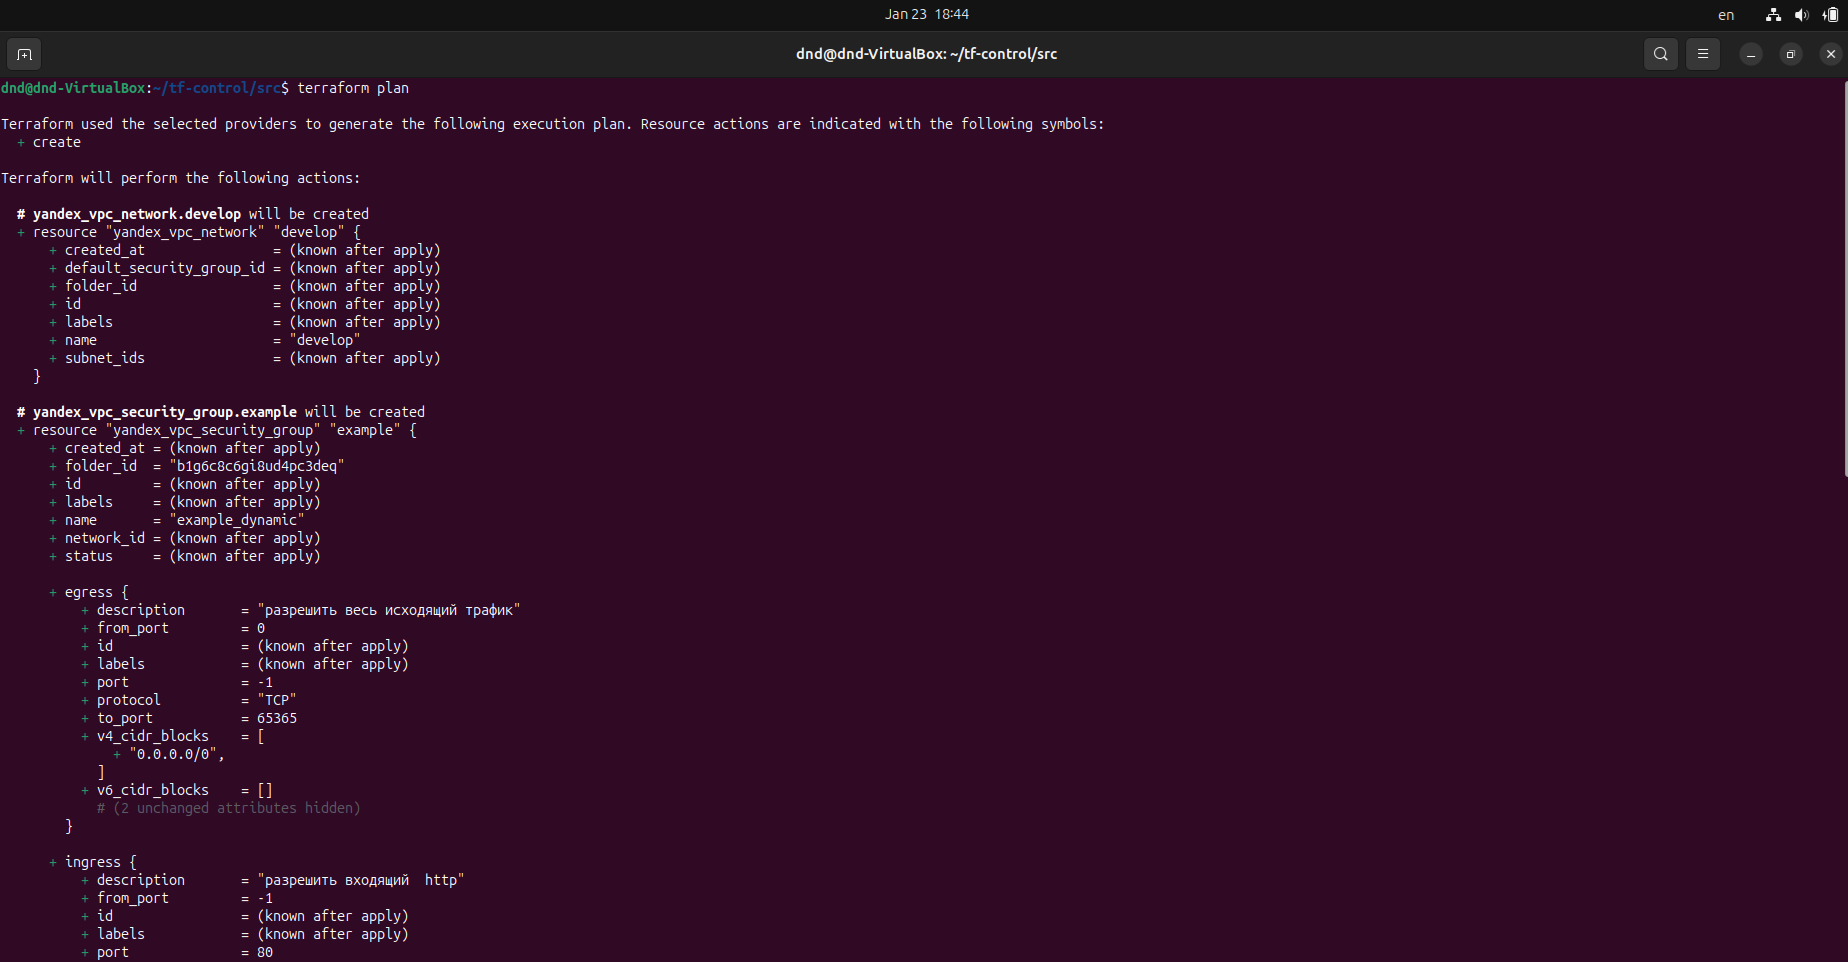 Jan 23 18:44
en
dnd@dnd-VirtualBox: ~/tf-control/src
dnd@dnd-VirtualBox:~/tf-control/src$ terraform plan
Terraform used the selected providers to generate the following execution plan. Resource actions are indicated with the following symbols:
+ create
Terraform will perform the following actions:
# yandex_vpc_network.develop will be created
+ resource "yandex_vpc_network" "develop" {
+ created_at = (known after apply)
+ default_security_group_id = (known after apply)
+ folder_id = (known after apply)
+ id = (known after apply)
+ labels = (known after apply)
+ name = "develop"
+ subnet_ids = (known after apply)
}
# yandex_vpc_security_group.example will be created
+ resource "yandex_vpc_security_group" "example" {
+ created_at = (known after apply)
+ folder_id = "b1g6c8c6gi8ud4pc3deq"
+ id = (known after apply)
+ labels = (known after apply)
+ name = "example_dynamic"
+ network_id = (known after apply)
+ status = (known after apply)
+ egress {
+ description = "разрешить весь исходящий трафик"
+ from_port = 0
+ id = (known after apply)
+ labels = (known after apply)
+ port = -1
+ protocol = "TCP"
+ to_port = 65365
+ v4_cidr_blocks = [
+ "0.0.0.0/0",
]
+ v6_cidr_blocks = []
# (2 unchanged attributes hidden)
}
+ ingress {
+ description = "разрешить входящий  http"
+ from_port = -1
+ id = (known after apply)
+ labels = (known after apply)
+ port = 80